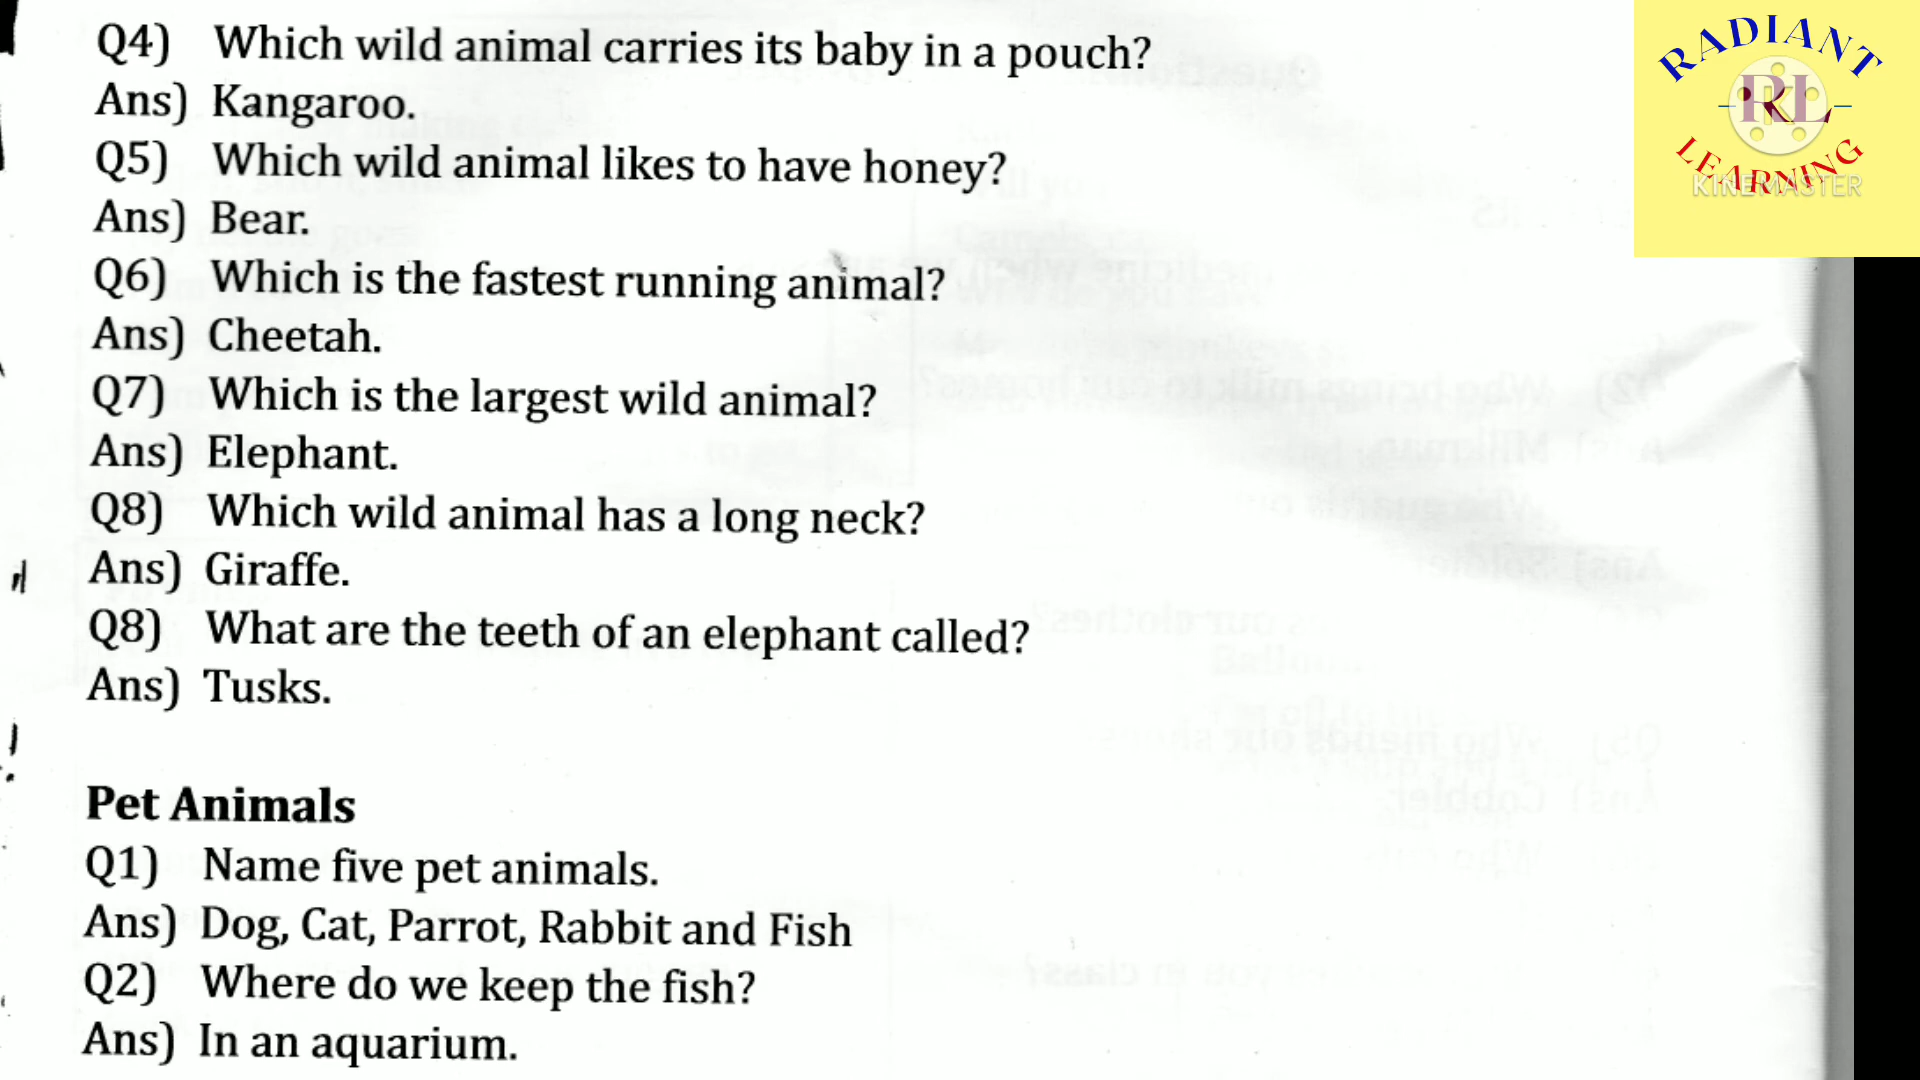 Q4) Which wild animal carries its baby in a pouch?
Ans) Kangaroo.
Q5) Which wild animal likes to have honey?
Ans) Bear.
Q6) Which is the fastest running animal?
Ans) Cheetah.
Q7) Which is the largest wild animal?
Ans) Elephant.
Q8) Which wild animal has a long neck?
Ans) Giraffe.
Q8) What are the teeth of an elephant called?
Ans) Tusks.
Pet Animals
Q1) Name five pet animals.
Ans) Dog, Cat, Parrot, Rabbit and Fish
Q2) Where do we keep the fish?
Ans) In an aquarium.
RADIANT
RL
LEARNING
KINEMASTER